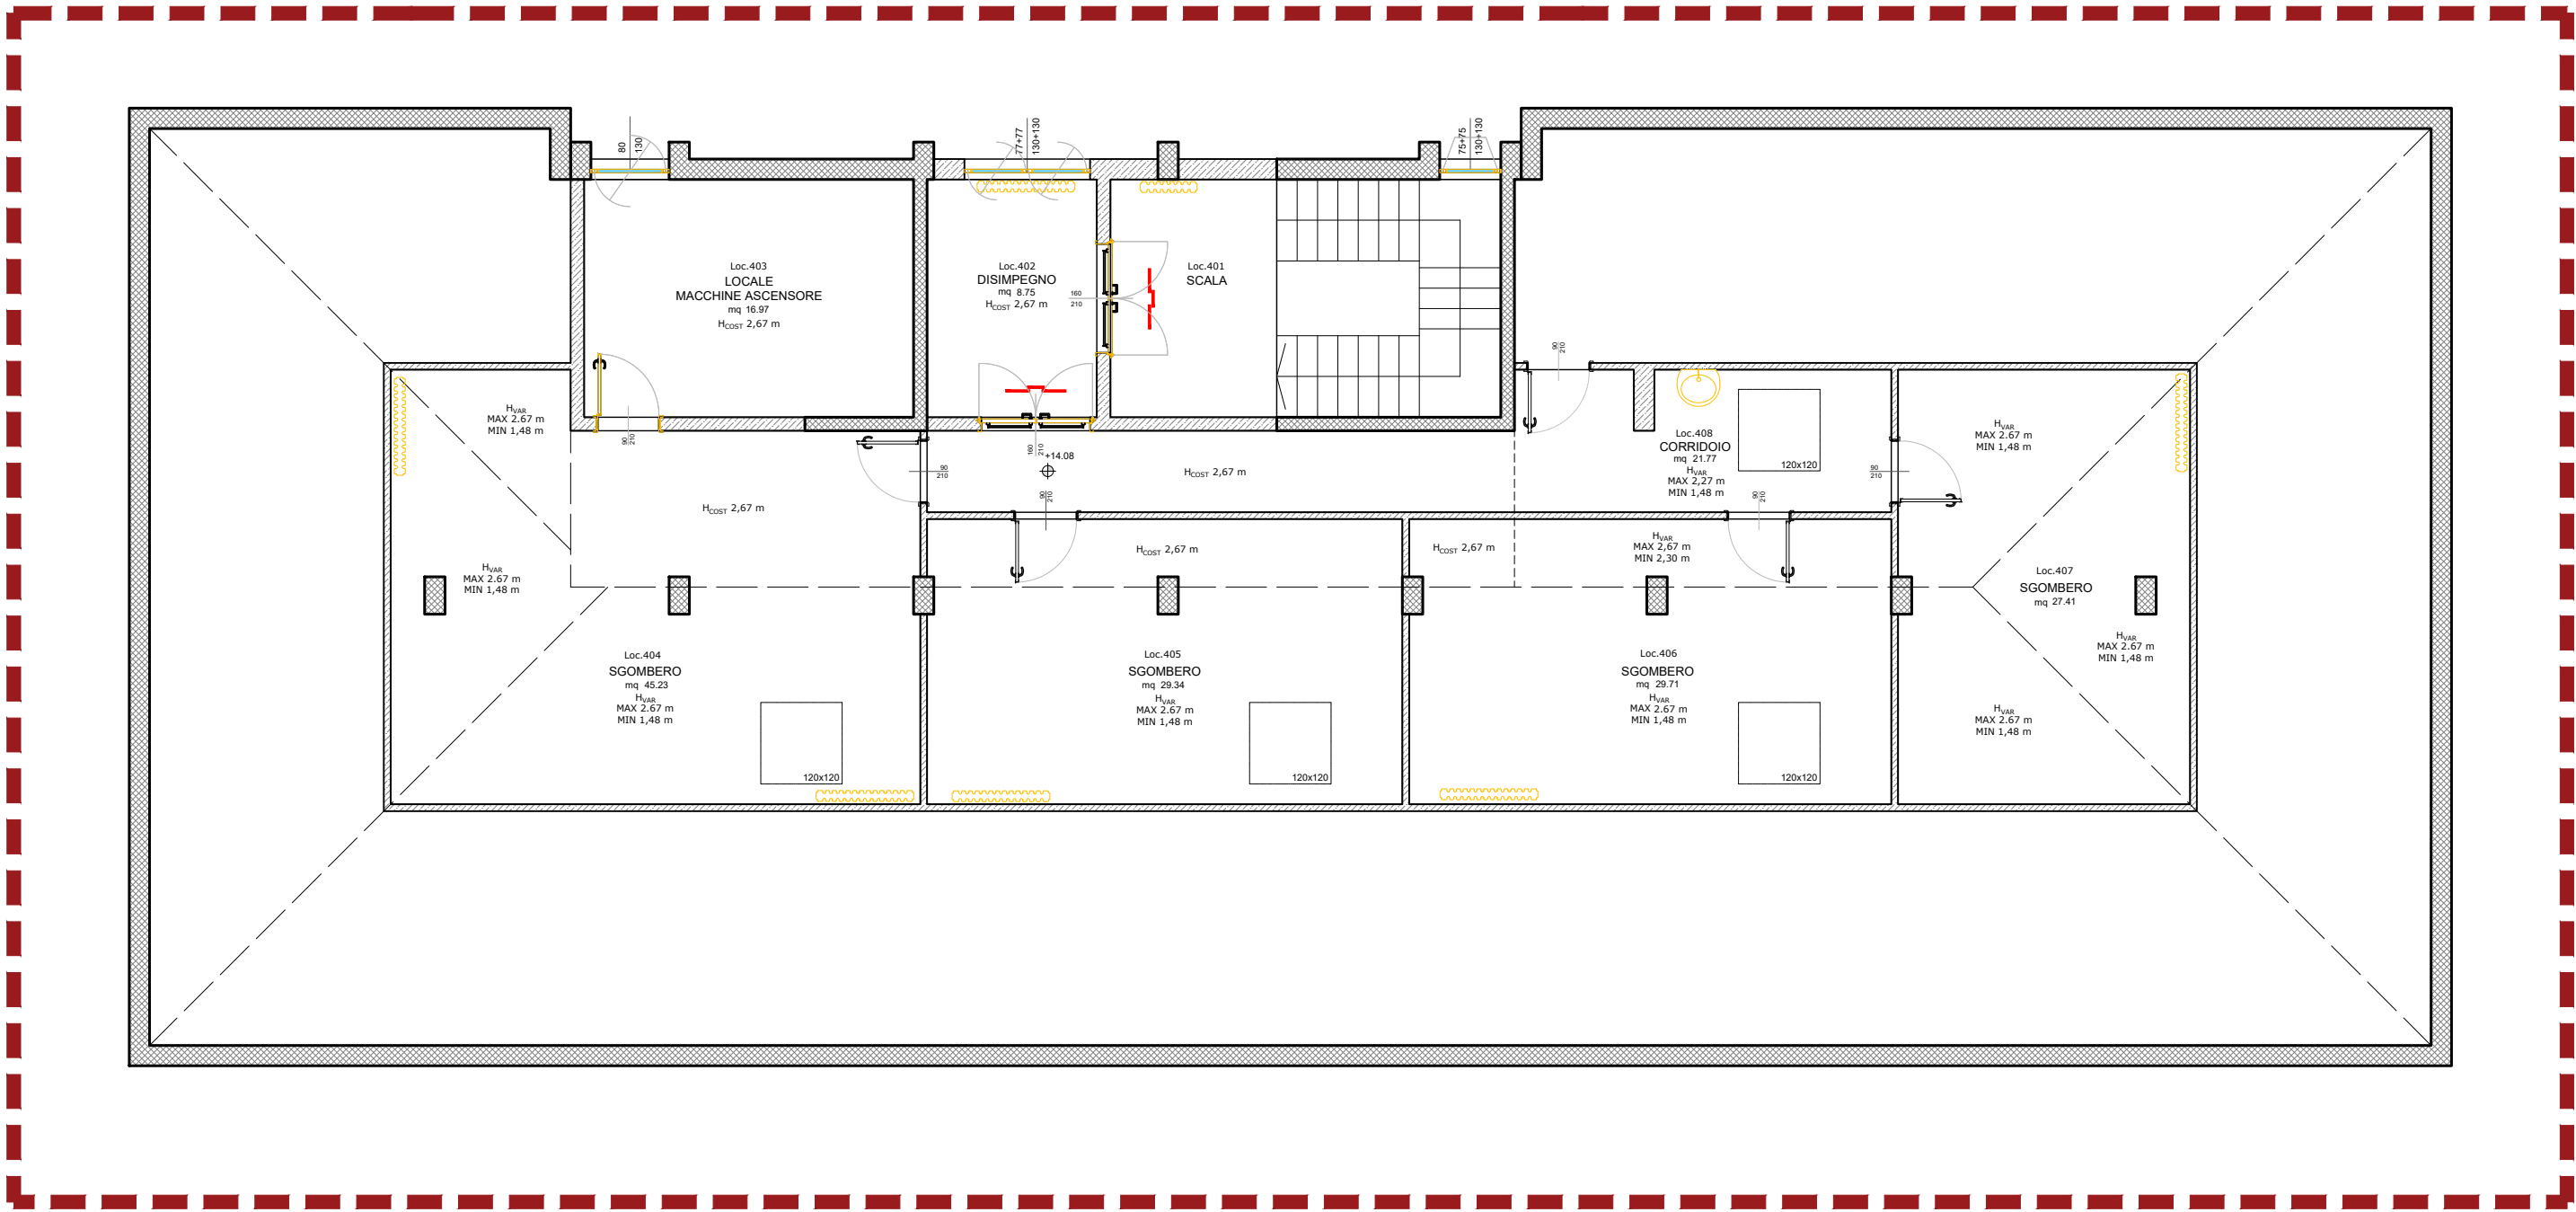 80
130
77+77
130+130
75+75
130+130
Loc.403
LOCALE
MACCHINE ASCENSORE
mq 16.97
HCOST 2,67 m
Loc.402
DISIMPEGNO
mq 8.75
HCOST 2,67 m
160
210
Loc.401
SCALA
90
210
HVAR
MAX 2.67 m
MIN 1,48 m
90
210
160
210
+14.08
90
210
HCOST 2,67 m
90
210
Loc.408
CORRIDOIO
mq 21.77
HVAR
MAX 2,27 m
MIN 1,48 m
120x120
90
210
90
210
HVAR
MAX 2.67 m
MIN 1,48 m
HCOST 2,67 m
HCOST 2,67 m
HCOST 2,67 m
HVAR
MAX 2,67 m
MIN 2,30 m
HVAR
MAX 2.67 m
MIN 1,48 m
Loc.407
SGOMBERO
mq 27.41
HVAR
MAX 2.67 m
MIN 1,48 m
Loc.404
SGOMBERO
mq 45.23
HVAR
MAX 2.67 m
MIN 1,48 m
120x120
Loc.405
SGOMBERO
mq 29.34
HVAR
MAX 2.67 m
MIN 1,48 m
120x120
Loc.406
SGOMBERO
mq 29.71
HVAR
MAX 2.67 m
MIN 1,48 m
120x120
HVAR
MAX 2.67 m
MIN 1,48 m